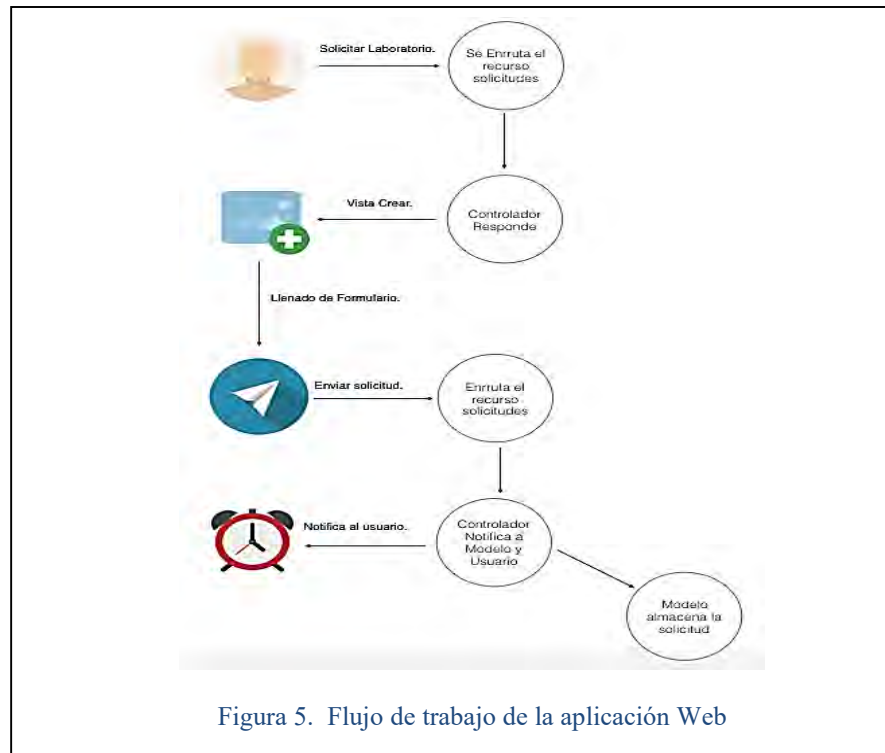 Solicitar Laboratorio.
Se Enrruta el
recurso
solicitudes
Vista Crear.
Controlador
Responde
Llenado de Formulario.
Enviar solicitud.
Enrruta el
recurso
solicitudes
Notifica al usuario.
Controlador
Notifica a
Modelo y
Usuario
Modelo
almacena la
solicitud
Figura 5. Flujo de trabajo de la aplicación Web